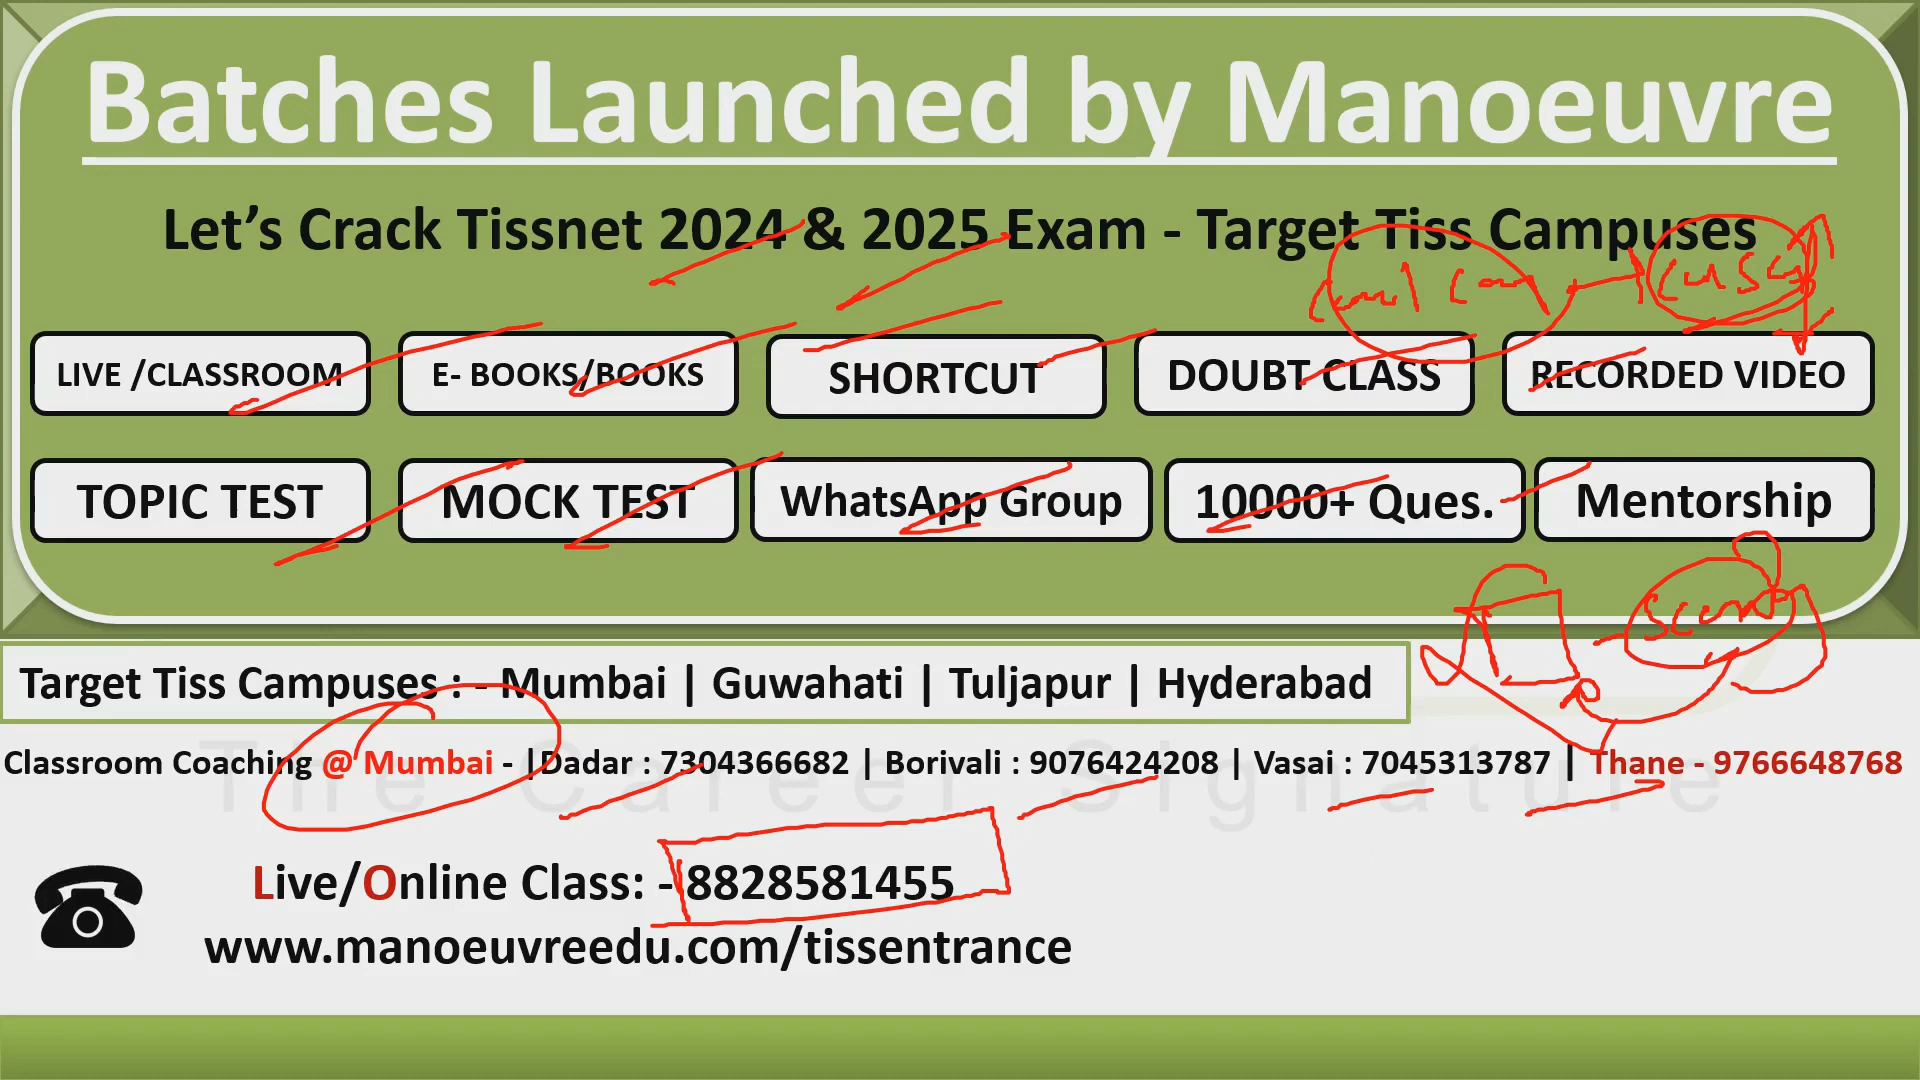 Batches Launched by Manoeuvre
Let's Crack Tissnet 2024 & 2025 Exam - Target Tiss Campuses
LIVE /CLASSROOM
E- BOOKS/BOOKS
SHORTCUT
DOUBT CLASS
RECORDED VIDEO
TOPIC TEST
MOCK TEST
WhatsApp Group
10000+ Ques.
Mentorship
Target Tiss Campuses : - Mumbai | Guwahati | Tuljapur | Hyderabad
The Career Signature
Classroom Coaching @ Mumbai - |Dadar : 7304366682 | Borivali : 9076424208 | Vasai : 7045313787 | Thane - 9766648768
Live/Online Class: - 8828581455
www.manoeuvreedu.com/tissentrance